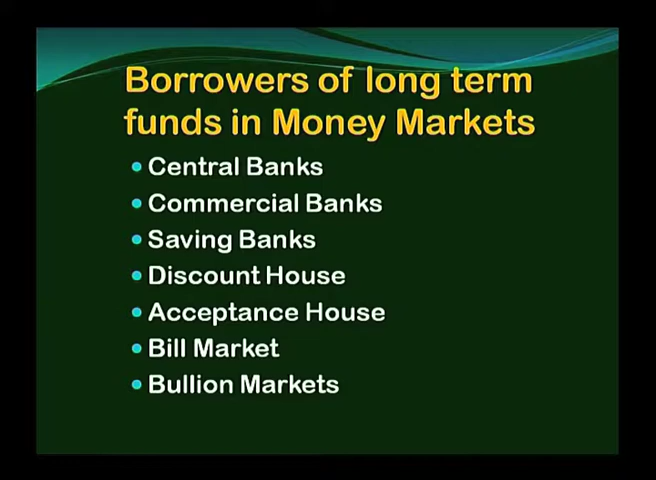 Borrowers of long term
funds in Money Markets
Central Banks
Commercial Banks
Saving Banks
Discount House
Acceptance House
Bill Market
Bullion Markets